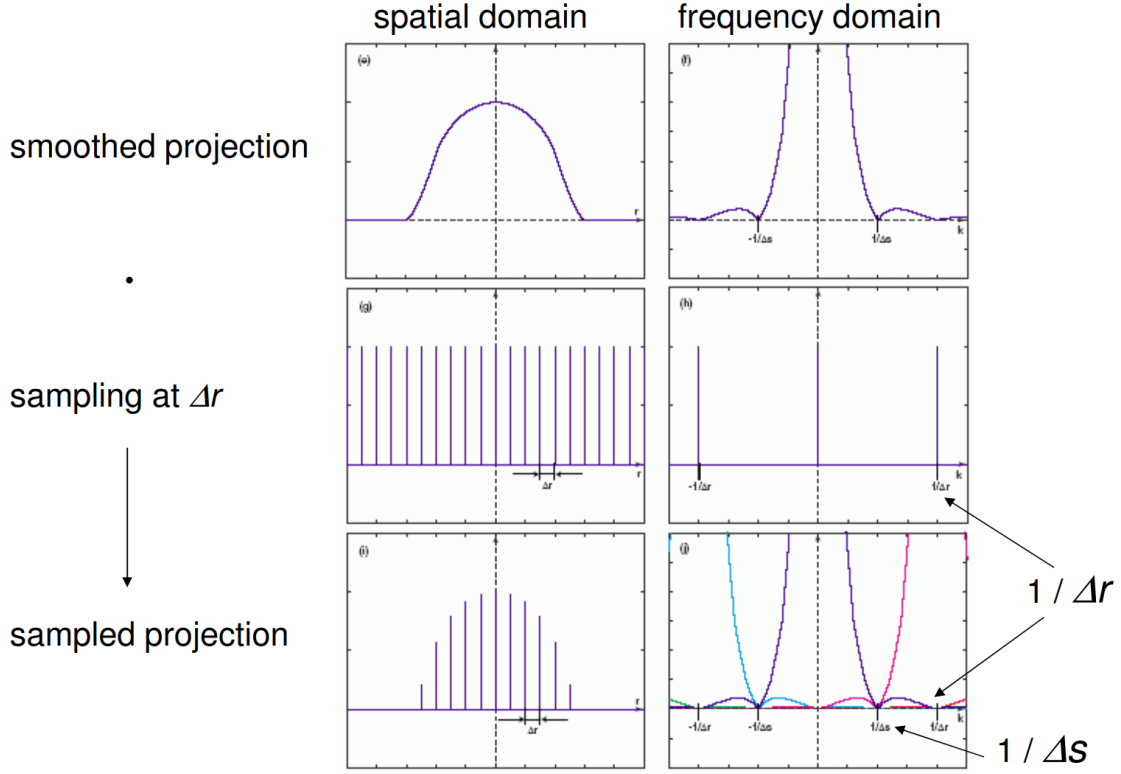 spatial domain
frequency domain
smoothed projection
(e)
r
(f)
-1/Δs
1/Δs
k
•
sampling at Δr
(g)
Δr
r
(h)
-1/Δr
1/Δr
k
sampled projection
(i)
Δr
r
(j)
-1/Δr
-1/Δs
1/Δs
1/Δr
k
1 / Δr
1 / Δs